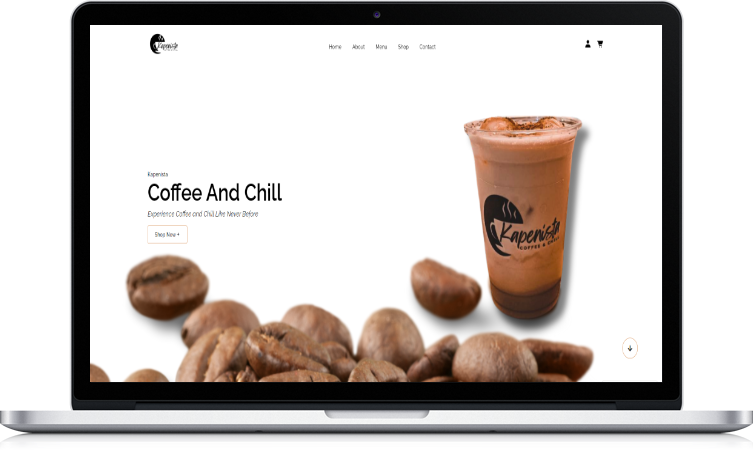 Kapenista
Home About Menu Shop Contact
Kapenista
Coffee And Chill
Experience Coffee and Chill Like Never Before
Shop Now +
Kapenista
COFFEE & CHILL